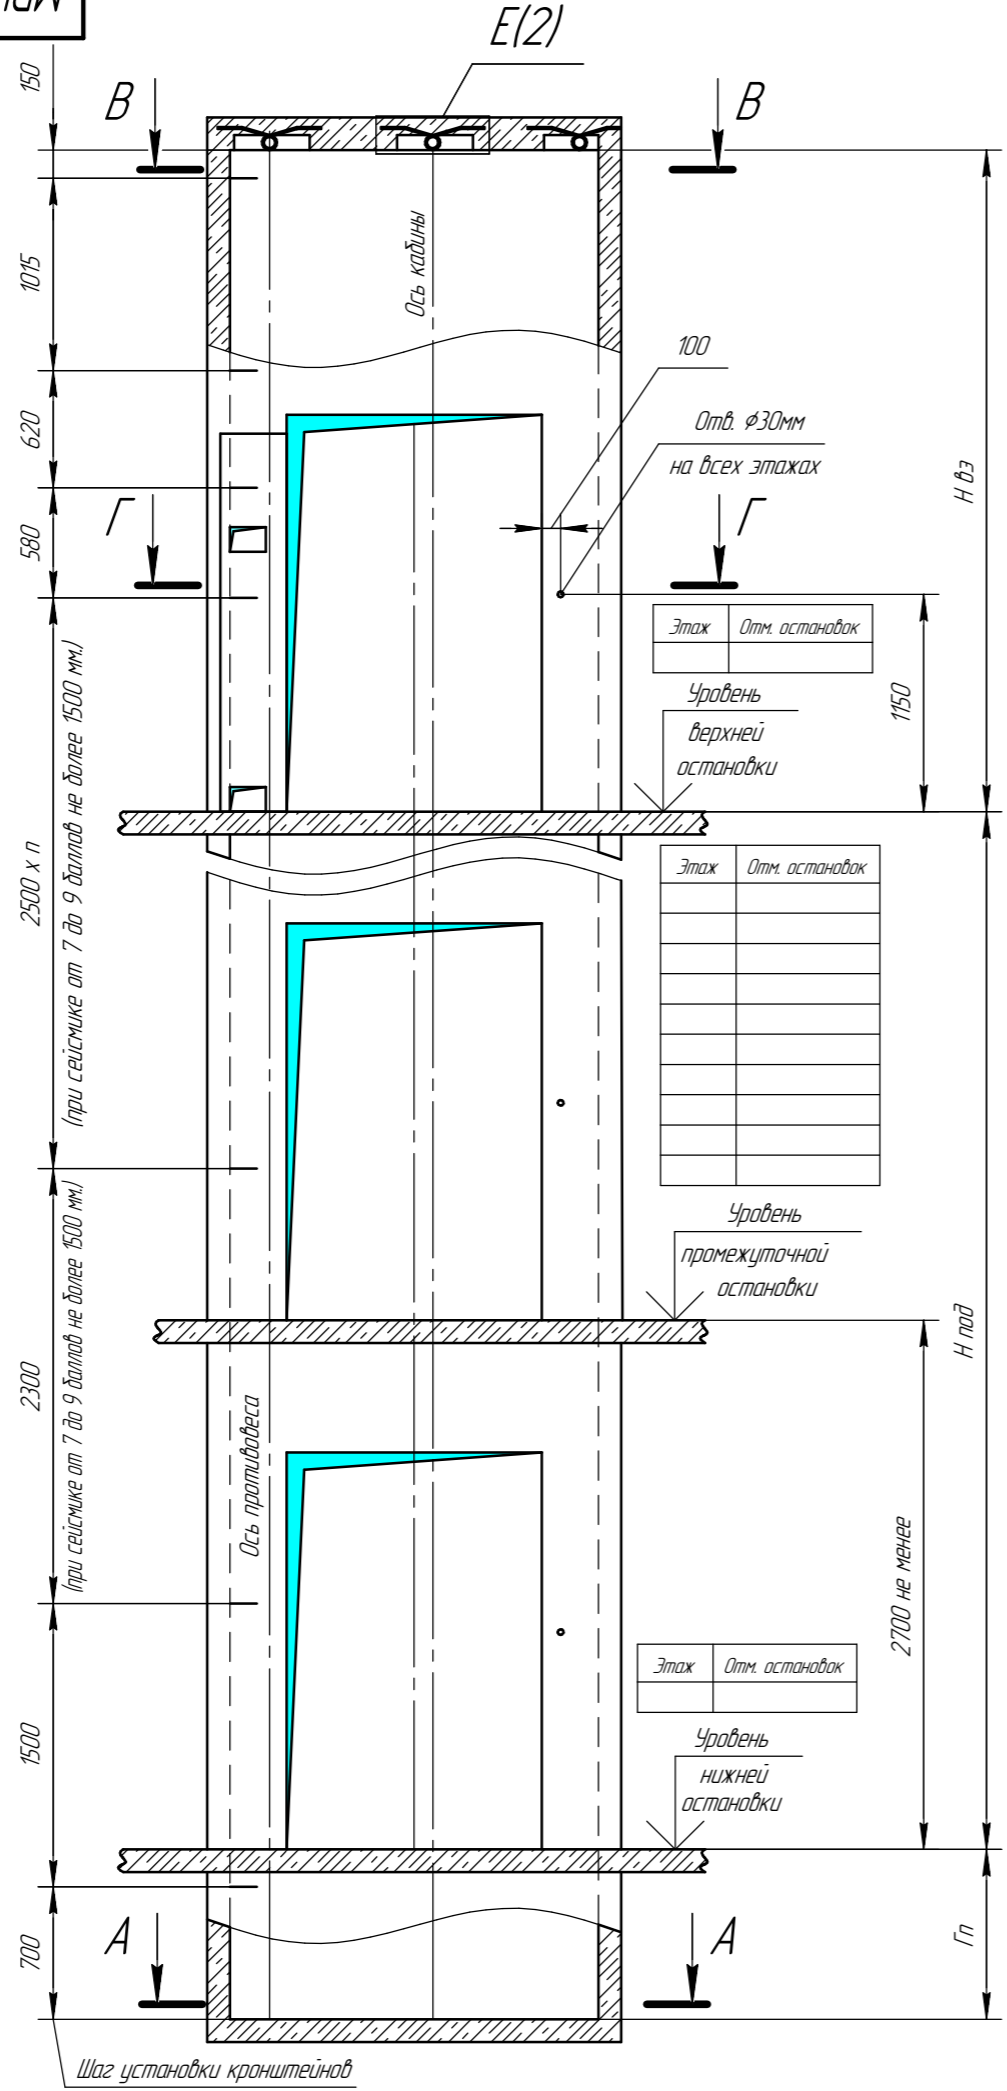 Е(2)
В
В
150
1015
620
580
2500 х п
(при сейсмике от 7 до 9 баллов не более 1500 мм.)
2300
(при сейсмике от 7 до 9 баллов не более 1500 мм.)
1500
700
Ось кабины
100
Отв. ϕ30мм
на всех этажах
Г
Г
Н вз
Этаж
Отм. остановок
1150
Уровень
верхней
остановки
Этаж
Отм. остановок
Уровень
промежуточной
остановки
Н под
Ось противовеса
2700 не менее
Этаж
Отм. остановок
Уровень
нижней
остановки
Гп
А
А
Шаг установки кронштейнов